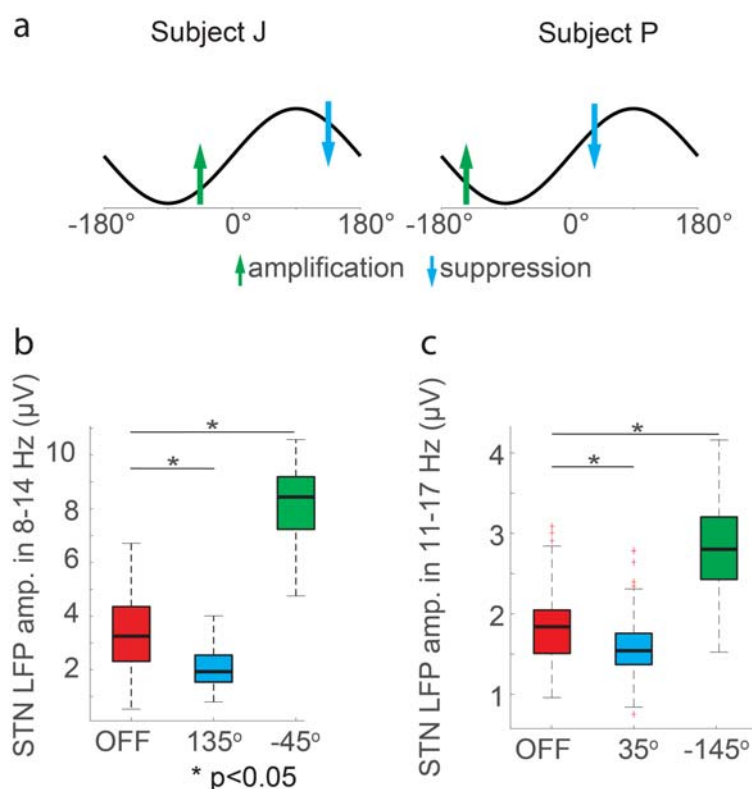 a
Subject J Subject P
-180° 0° 180° -180° 0° 180°
amplification suppression
b
STN LFP amp. in 8-14 Hz (µV)
10
8
6
4
2
* *
OFF 135° -45°
* p<0.05
c
STN LFP amp. in 11-17 Hz (µV)
4
3
2
1
* *
OFF 35° -145°